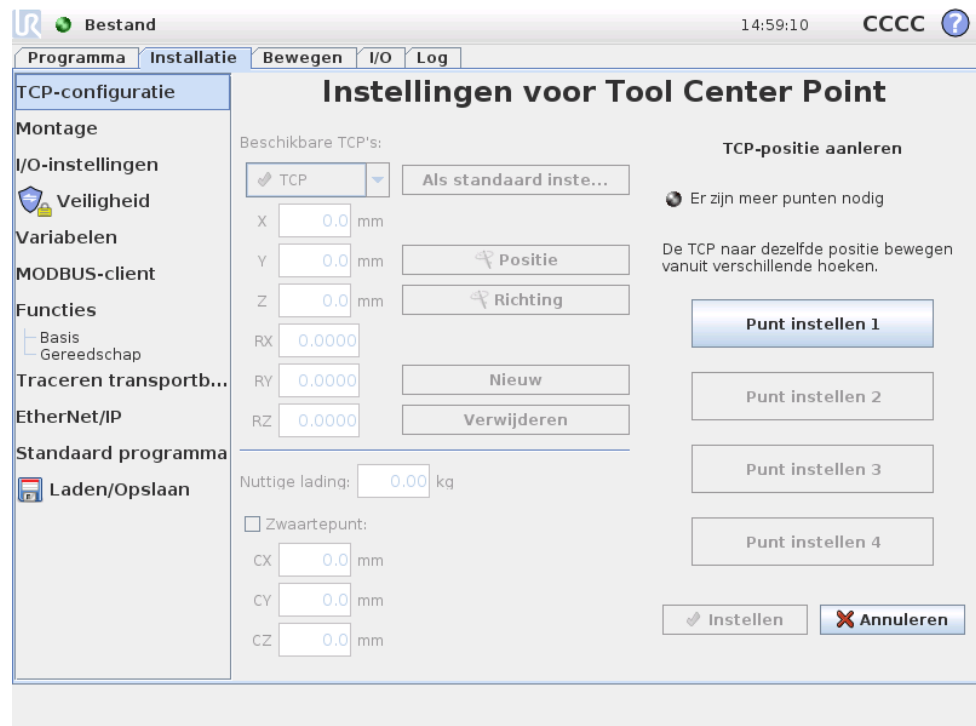 UR Bestand 14:59:10 CCCC ?
Programma Installatie Bewegen I/O Log
TCP-configuratie
Montage
I/O-instellingen
Veiligheid
Variabelen
MODBUS-client
Functies
Basis
Gereedschap
Traceren transportb...
EtherNet/IP
Standaard programma
Laden/Opslaan
Instellingen voor Tool Center Point
Beschikbare TCP's:
TCP Als standaard inste...
X 0.0 mm
Y 0.0 mm Positie
Z 0.0 mm Richting
RX 0.0000
RY 0.0000 Nieuw
RZ 0.0000 Verwijderen
Nuttige lading: 0.00 kg
Zwaartepunt:
CX 0.0 mm
CY 0.0 mm
CZ 0.0 mm
TCP-positie aanleren
Er zijn meer punten nodig
De TCP naar dezelfde positie bewegen
vanuit verschillende hoeken.
Punt instellen 1
Punt instellen 2
Punt instellen 3
Punt instellen 4
Instellen Annuleren